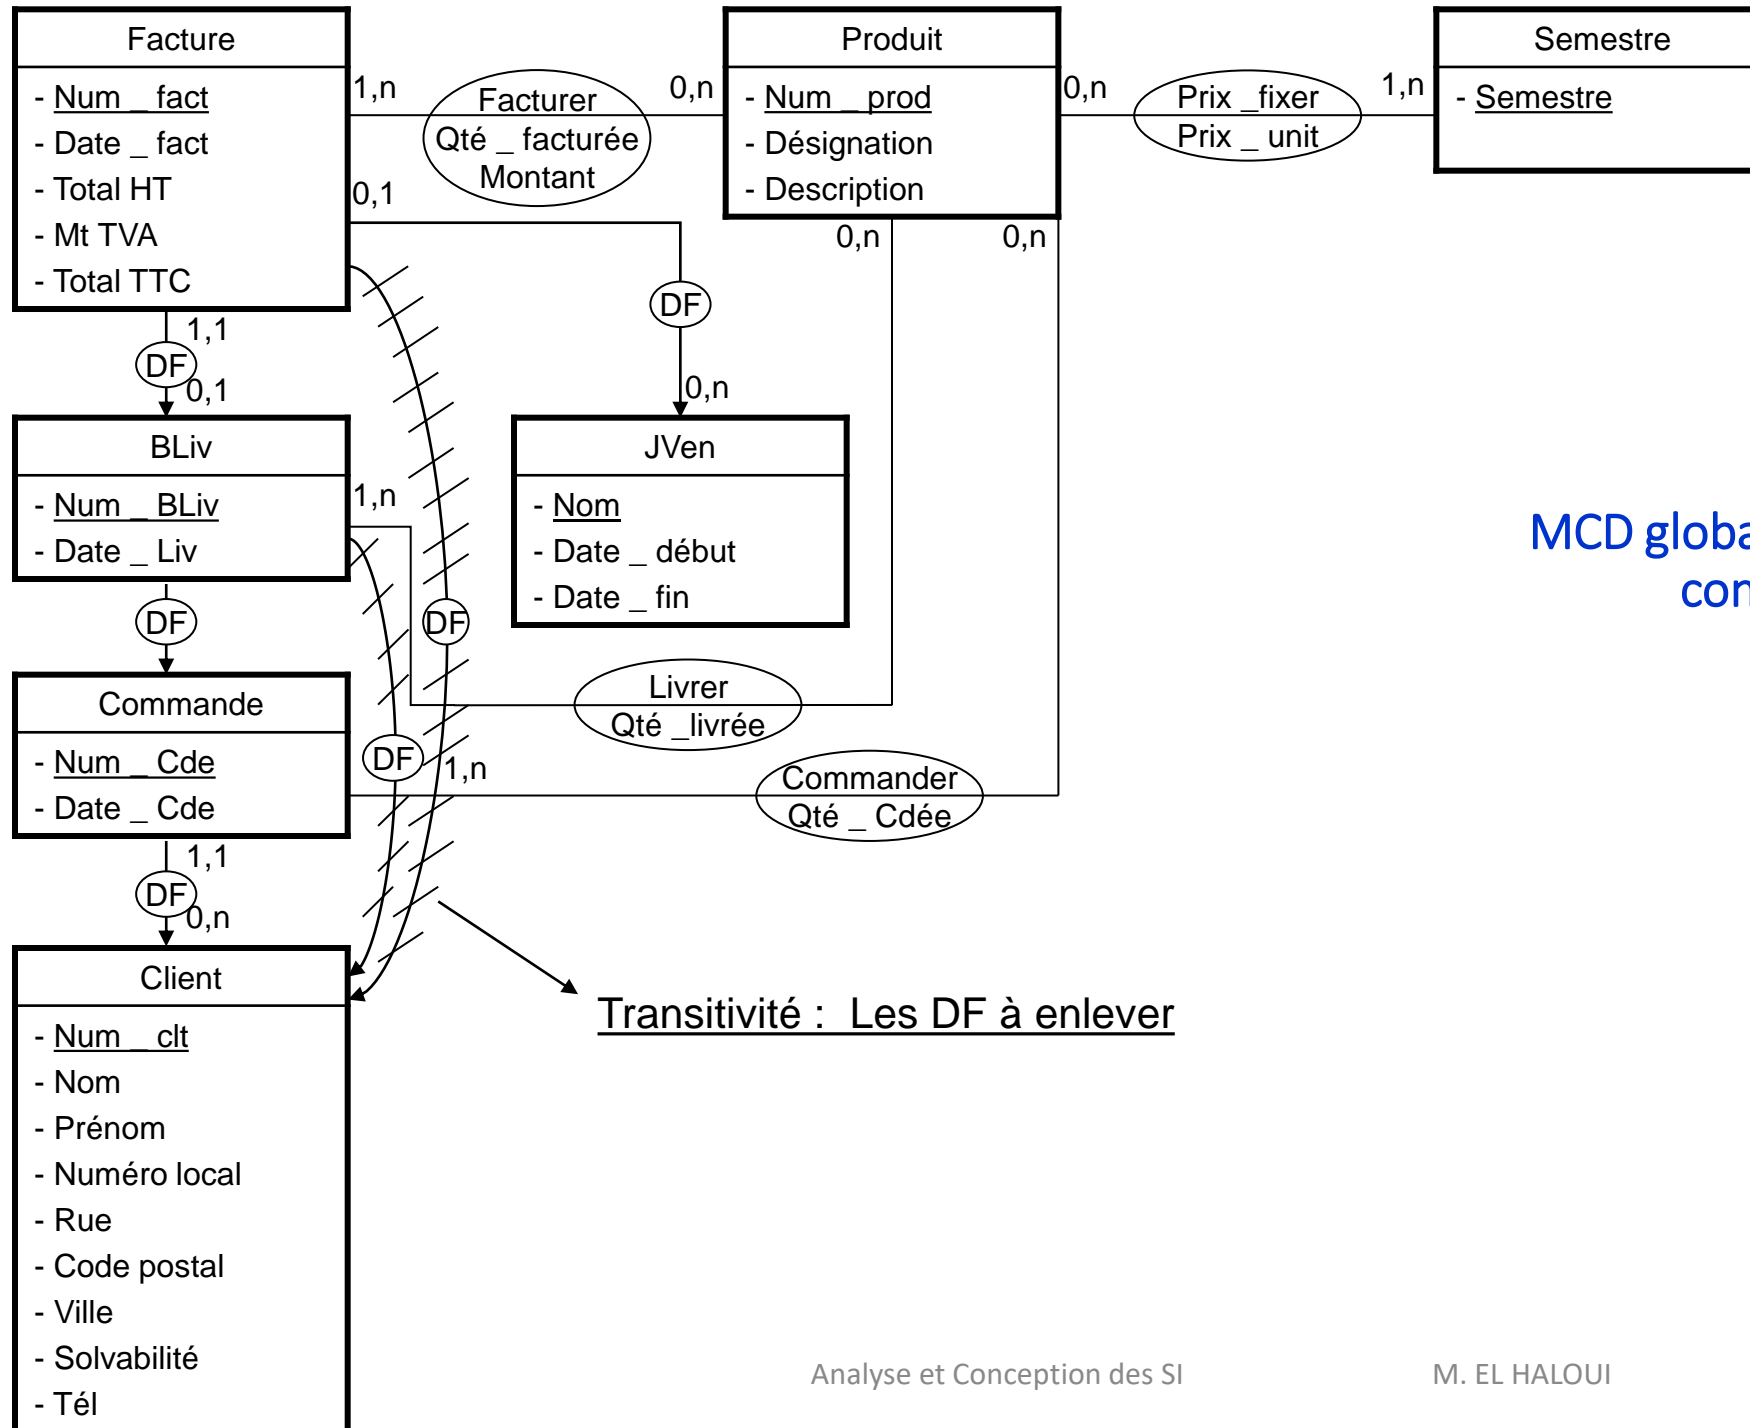 Facture
- Num _ fact
- Date _ fact
- Total HT
- Mt TVA
- Total TTC
1,n
Facturer
Qté _ facturée
Montant
0,n
Produit
- Num _ prod
- Désignation
- Description
0,n
Prix _fixer
Prix _ unit
1,n
Semestre
- Semestre
0,1
DF
0,n
0,n
0,n
1,1
DF
0,1
BLiv
- Num _ BLiv
- Date _ Liv
1,n
JVen
- Nom
- Date _ début
- Date _ fin
MCD globa
con
DF
DF
Commande
- Num _ Cde
- Date _ Cde
Livrer
Qté _livrée
DF
1,n
Commander
Qté _ Cdée
1,1
DF
0,n
Client
- Num _ clt
- Nom
- Prénom
- Numéro local
- Rue
- Code postal
- Ville
- Solvabilité
- Tél
Transitivité : Les DF à enlever
Analyse et Conception des SI
M. EL HALOUI